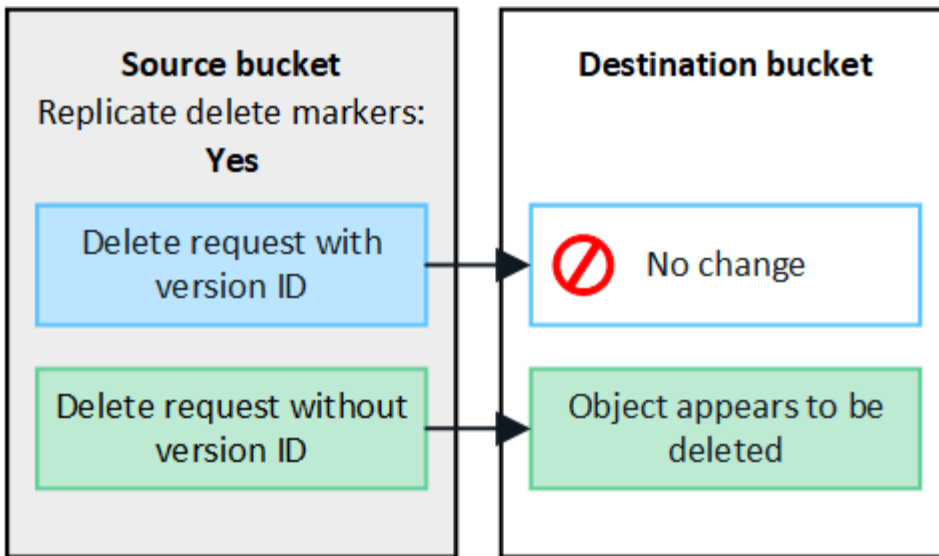 Source bucket
Replicate delete markers:
Yes
Delete request with
version ID
Delete request without
version ID
Destination bucket
No change
Object appears to be
deleted